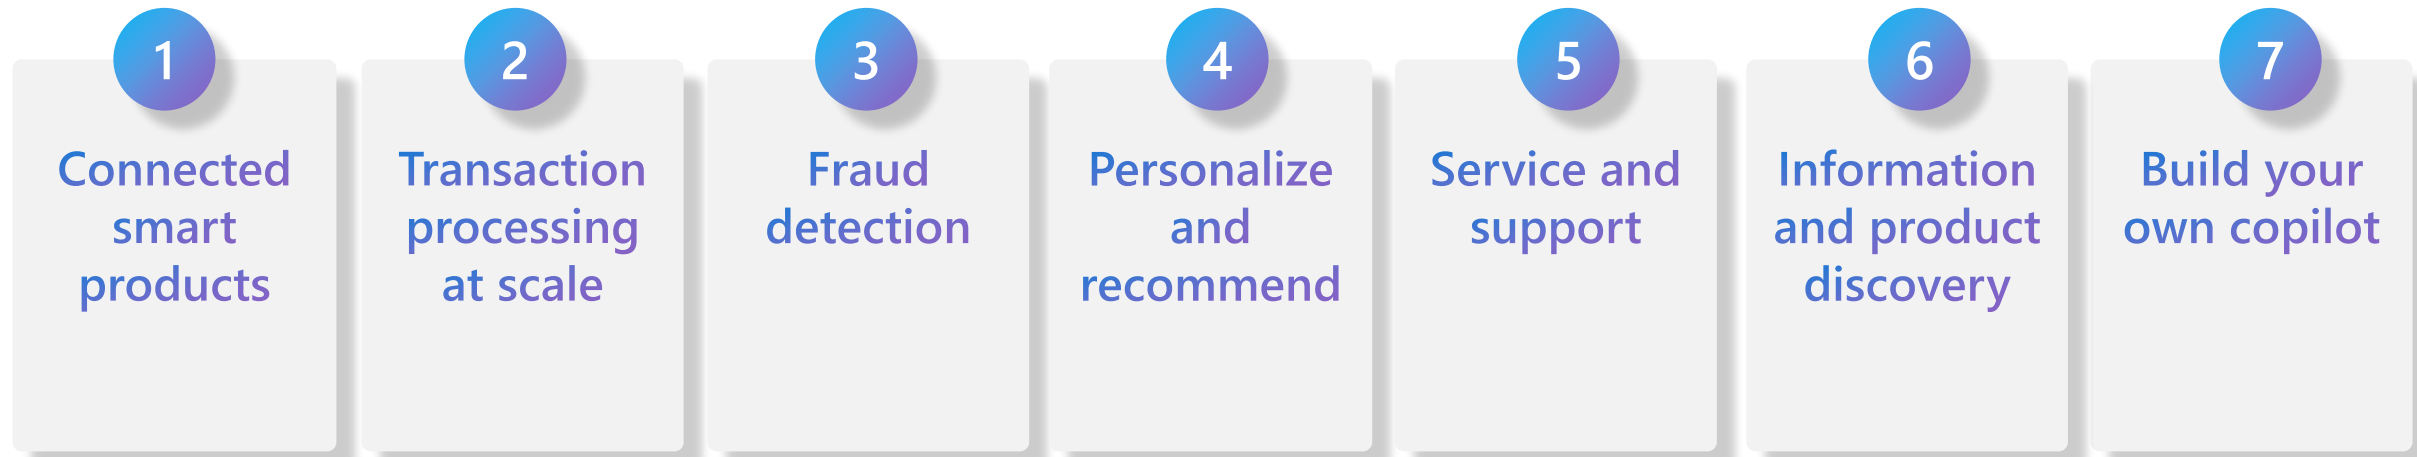 1
Connected
smart
products
2
Transaction
processing
at scale
3
Fraud
detection
4
Personalize
and
recommend
5
Service and
support
6
Information
and product
discovery
7
Build your
own copilot